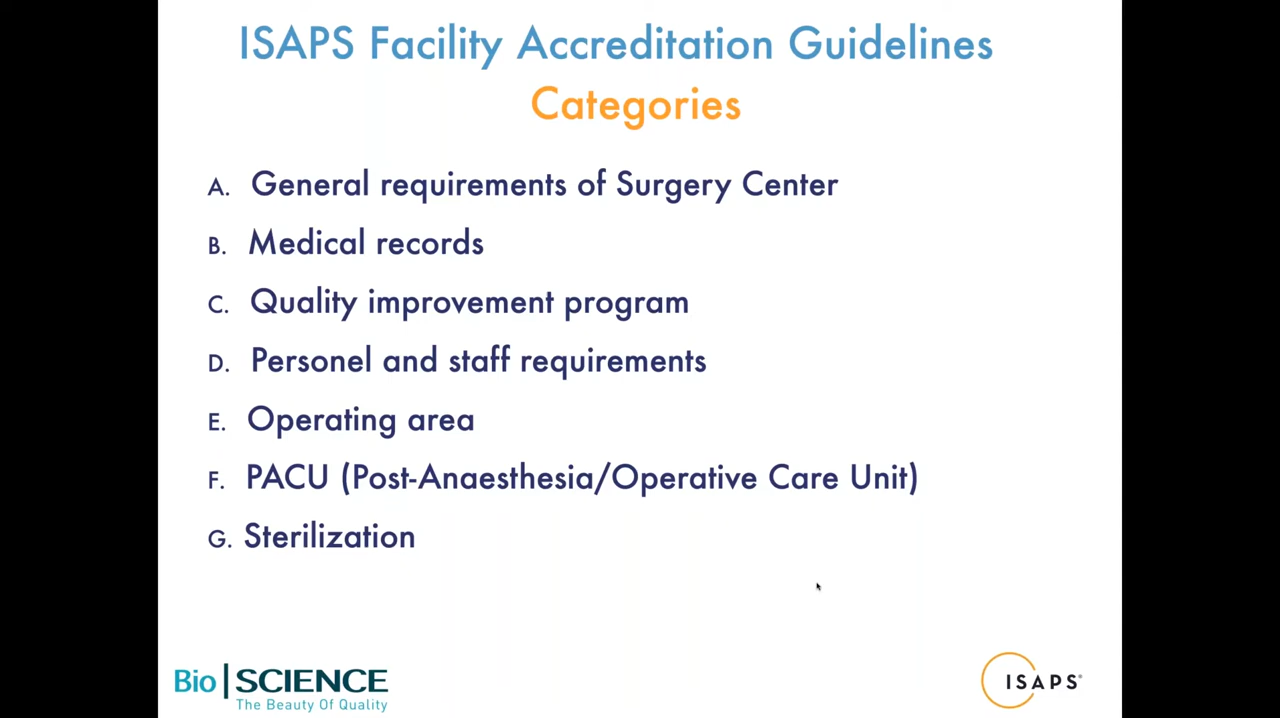 ISAPS Facility Accreditation Guidelines
Categories
A. General requirements of Surgery Center
B. Medical records
C. Quality improvement program
D. Personel and staff requirements
E. Operating area
F. PACU (Post-Anaesthesia/Operative Care Unit)
G. Sterilization
Bio|SCIENCE
The Beauty Of Quality
ISAPS®